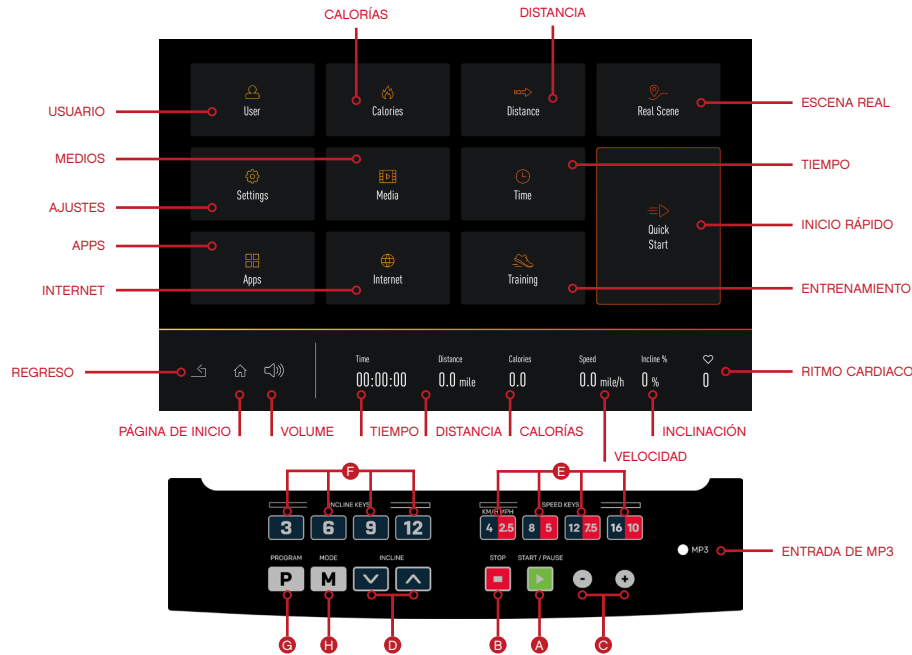 CALORÍAS
DISTANCIA
User
Calories
Distance
Real Scene
USUARIO
ESCENA REAL
MEDIOS
TIEMPO
Settings
Media
Time
AJUSTES
Quick
Start
INICIO RÁPIDO
APPS
Apps
Internet
Training
INTERNET
ENTRENAMIENTO
Time
Distance
Calories
Speed
Incline %
REGRESO
00:00:00
0.0 mile
0.0
0.0 mile/h
0 %
0
RITMO CARDIACO
PÁGINA DE INICIO
VOLUME
TIEMPO
DISTANCIA
CALORÍAS
INCLINACIÓN
VELOCIDAD
F
E
INCLINE KEYS
KM/H MPH
SPEED KEYS
3
6
9
12
4 2.5
8 5
12 7.5
16 10
MP3
ENTRADA DE MP3
PROGRAM
MODE
INCLINE
STOP
START / PAUSE
P
M
-
+
G
H
D
B
A
C